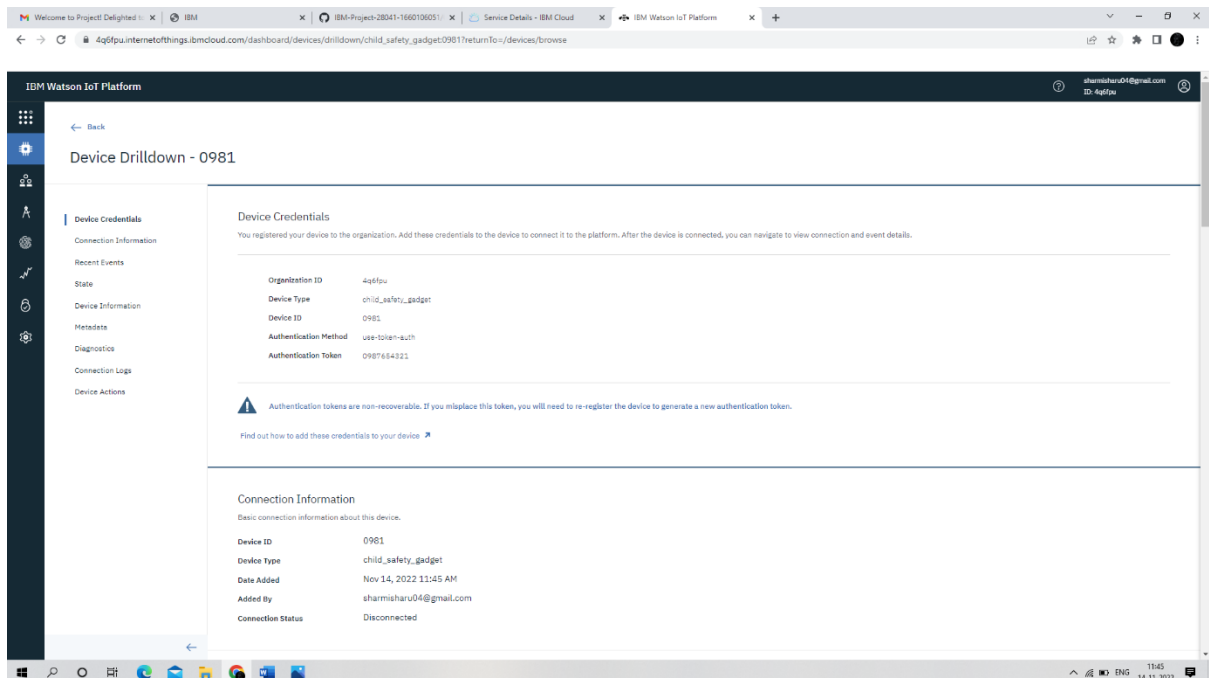 Welcome to Project! Delighted t
IBM
IBM-Project-28041-1660106051/
Service Details - IBM Cloud
IBM Watson IoT Platform
4q6fpu.internetofthings.ibmcloud.com/dashboard/devices/drilldown/child_safety_gadget:0981?returnTo=/devices/browse
IBM Watson IoT Platform
sharmisharu04@gmail.com
ID: 4q6fpu
Back
Device Drilldown - 0981
Device Credentials
Connection Information
Recent Events
State
Device Information
Metadata
Diagnostics
Connection Logs
Device Actions
Device Credentials
You registered your device to the organization. Add these credentials to the device to connect it to the platform. After the device is connected, you can navigate to view connection and event details.
Organization ID 4q6fpu
Device Type child_safety_gadget
Device ID 0981
Authentication Method use-token-auth
Authentication Token 0987654321
Authentication tokens are non-recoverable. If you misplace this token, you will need to re-register the device to generate a new authentication token.
Find out how to add these credentials to your device
Connection Information
Basic connection information about this device.
Device ID 0981
Device Type child_safety_gadget
Date Added Nov 14, 2022 11:45 AM
Added By sharmisharu04@gmail.com
Connection Status Disconnected
ENG
11:45
14-11-2022